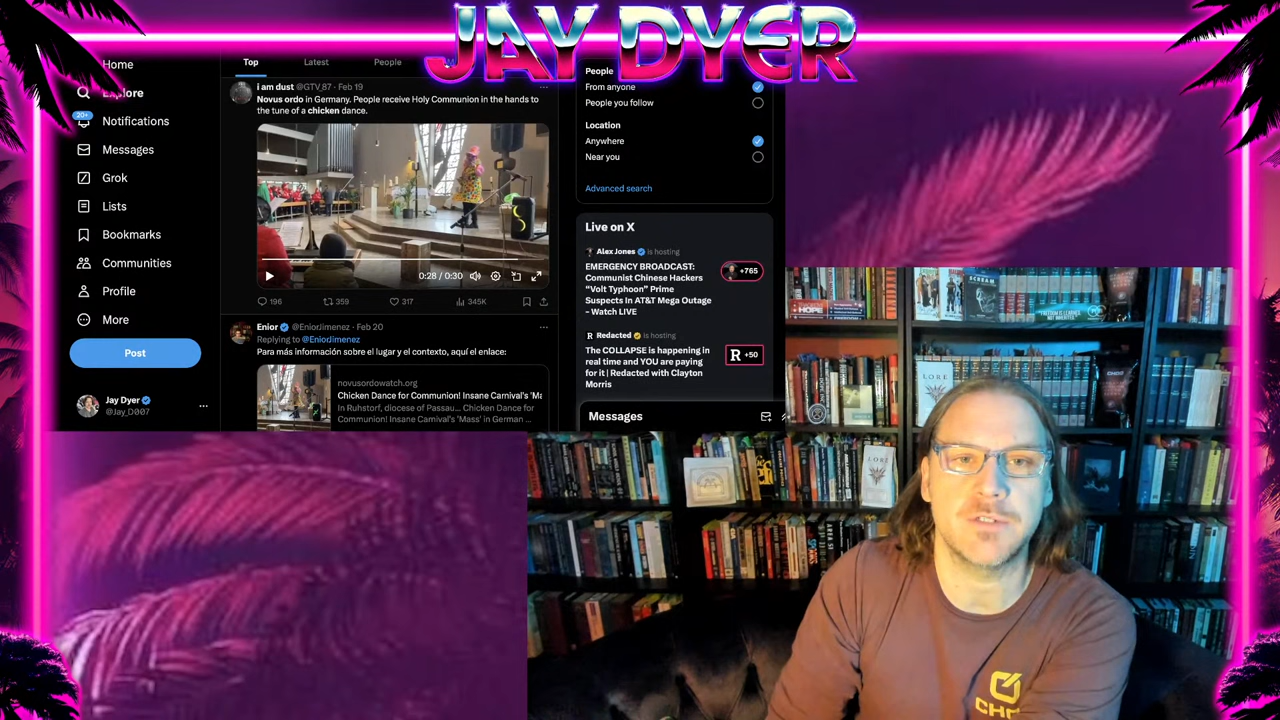 JAY DYER
Home
Explore
20+
Notifications
Messages
Grok
Lists
Bookmarks
Communities
Profile
More
Post
Jay Dyer
@Jay_D007
Top
Latest
People
i am dust @GTV_87 · Feb 19
Novus ordo in Germany. People receive Holy Communion in the hands to
the tune of a chicken dance.
0:28 / 0:30
196
359
317
345K
Enior @EniorJimenez · Feb 20
Replying to @EniorJimenez
Para más información sobre el lugar y el contexto, aquí el enlace:
novusordowatch.org
Chicken Dance for Communion! Insane Carnival's 'Ma
In Ruhstorf, diocese of Passau... Chicken Dance for
Communion! Insane Carnival's 'Mass' in German ...
People
From anyone
People you follow
Location
Anywhere
Near you
Advanced search
Live on X
Alex Jones is hosting
EMERGENCY BROADCAST:
Communist Chinese Hackers
“Volt Typhoon” Prime
Suspects In AT&T Mega Outage
- Watch LIVE
+765
R Redacted is hosting
The COLLAPSE is happening in
real time and YOU are paying
for it | Redacted with Clayton
Morris
R +50
Messages
HOPE
SCREAM
LORE
LORE
CHO